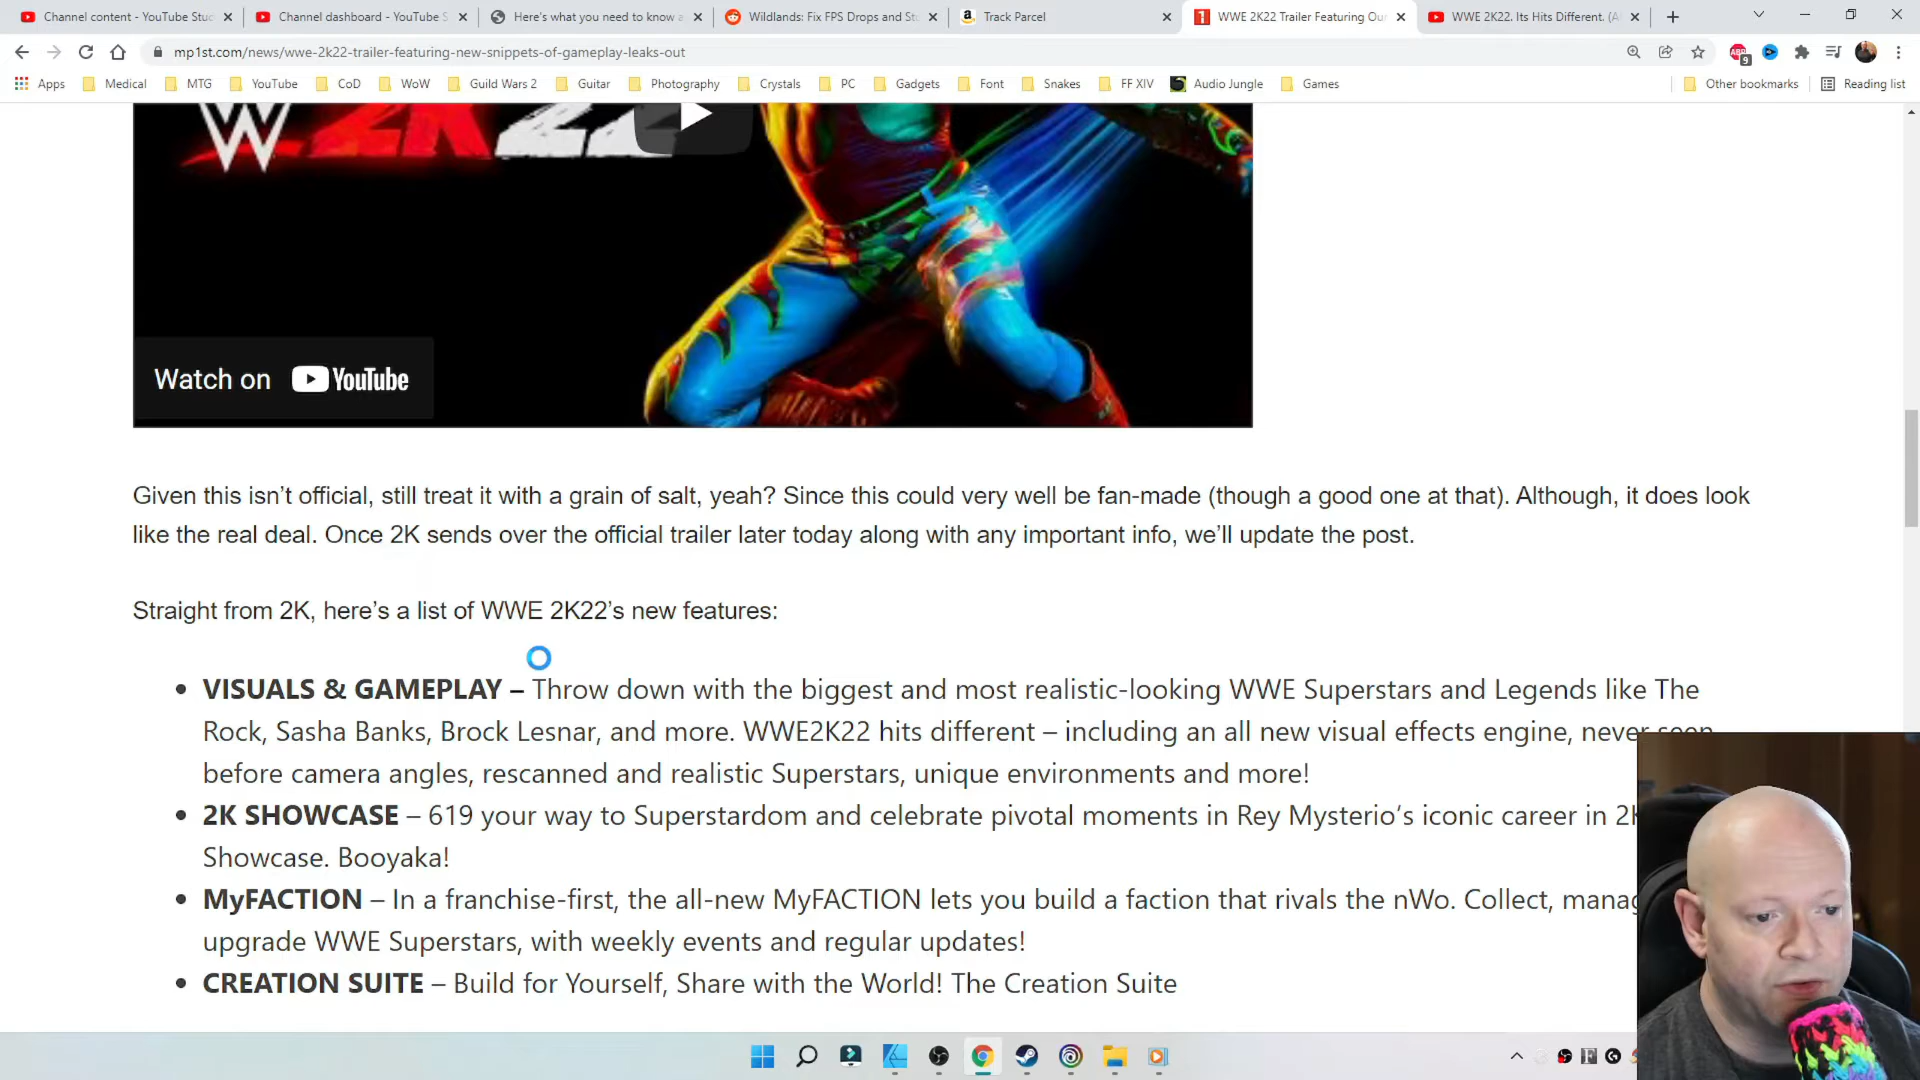 Channel content - YouTube Stud
Channel dashboard - YouTube S
Here's what you need to know a
Wildlands: Fix FPS Drops and St
Track Parcel
WWE 2K22 Trailer Featuring Our
WWE 2K22. Its Hits Different. (A
mp1st.com/news/wwe-2k22-trailer-featuring-new-snippets-of-gameplay-leaks-out
Apps Medical MTG YouTube CoD WoW Guild Wars 2 Guitar Photography Crystals PC Gadgets Font Snakes FF XIV Audio Jungle Games Other bookmarks Reading list
W 2K22
Watch on YouTube
Given this isn’t official, still treat it with a grain of salt, yeah? Since this could very well be fan-made (though a good one at that). Although, it does look
like the real deal. Once 2K sends over the official trailer later today along with any important info, we’ll update the post.
Straight from 2K, here’s a list of WWE 2K22’s new features:
• VISUALS & GAMEPLAY – Throw down with the biggest and most realistic-looking WWE Superstars and Legends like The
Rock, Sasha Banks, Brock Lesnar, and more. WWE2K22 hits different – including an all new visual effects engine, never seen
before camera angles, rescanned and realistic Superstars, unique environments and more!
• 2K SHOWCASE – 619 your way to Superstardom and celebrate pivotal moments in Rey Mysterio’s iconic career in 2K
Showcase. Booyaka!
• MyFACTION – In a franchise-first, the all-new MyFACTION lets you build a faction that rivals the nWo. Collect, manag
upgrade WWE Superstars, with weekly events and regular updates!
• CREATION SUITE – Build for Yourself, Share with the World! The Creation Suite